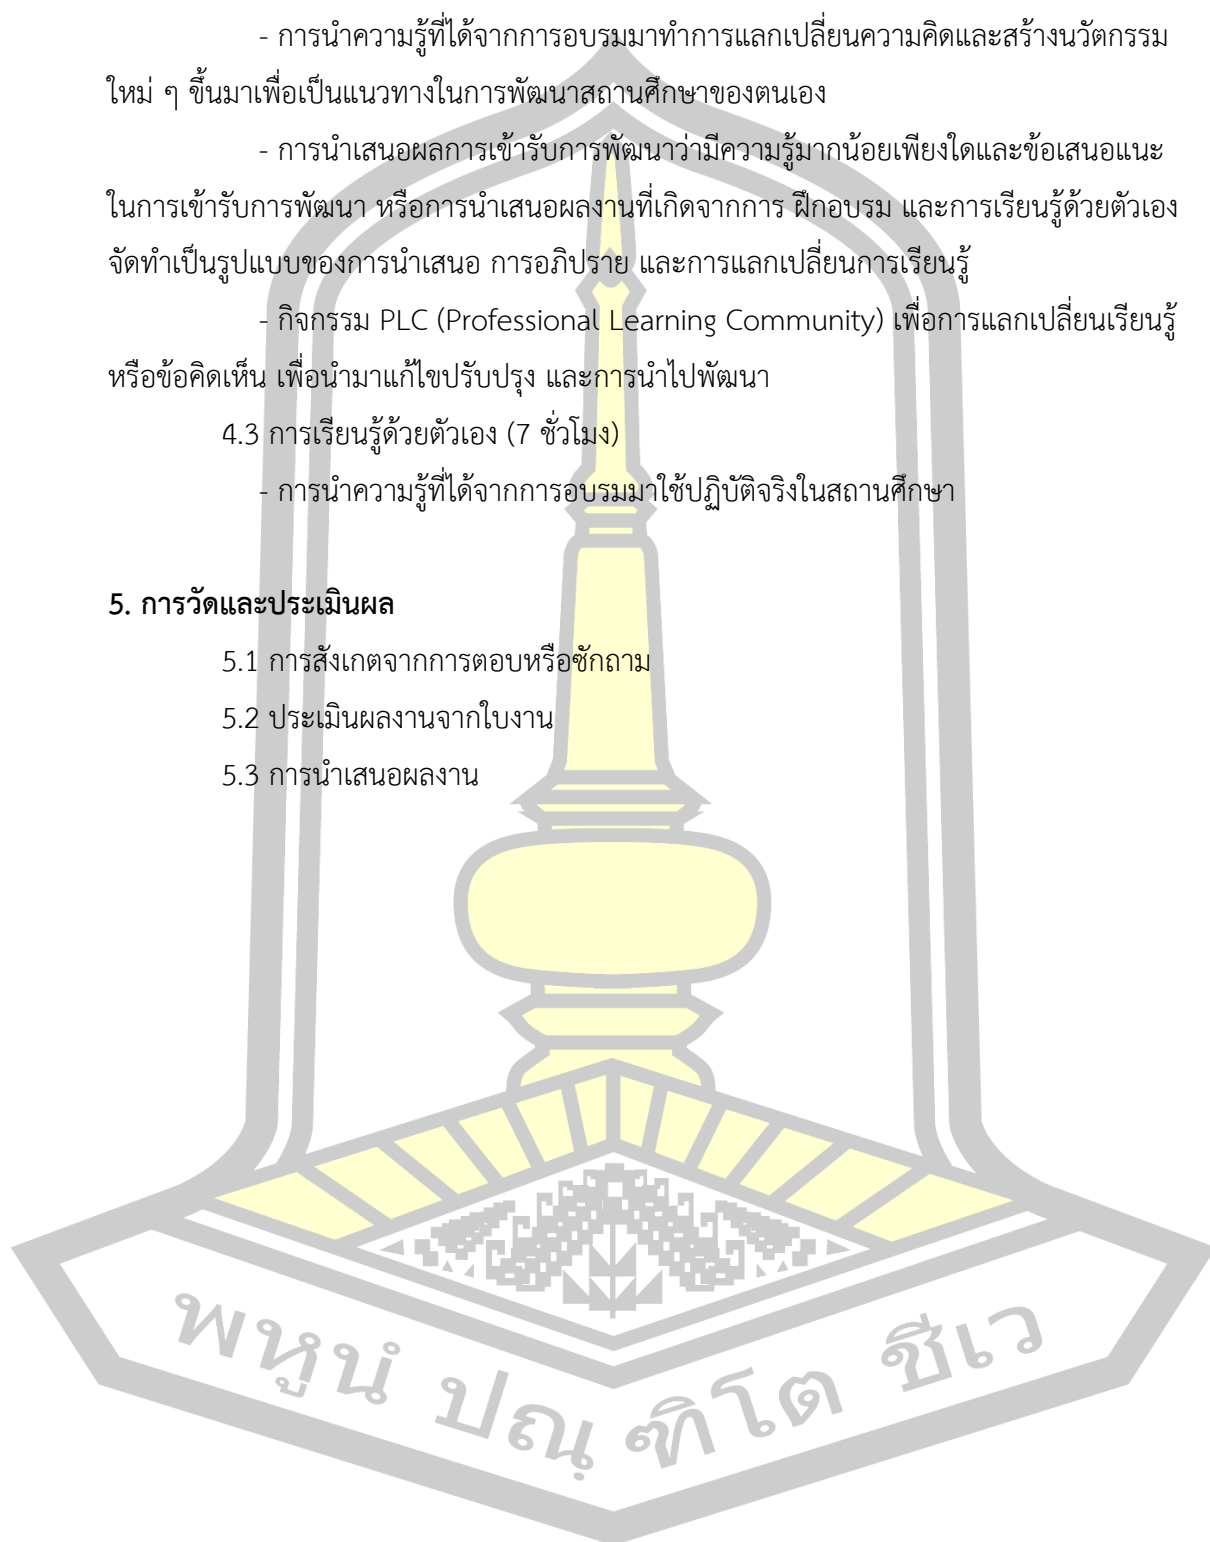 - การนำความรู้ที่ได้จากการอบรมมาทำการแลกเปลี่ยนความคิดและสร้างนวัตกรรม
ใหม่ ๆ ขึ้นมาเพื่อเป็นแนวทางในการพัฒนาสถานศึกษาของตนเอง
- การนำเสนอผลการเข้ารับการพัฒนาว่ามีความรู้มากน้อยเพียงใดและข้อเสนอแนะ
ในการเข้ารับการพัฒนา หรือการนำเสนอผลงานที่เกิดจากการ ฝึกอบรม และการเรียนรู้ด้วยตัวเอง
จัดทำเป็นรูปแบบของการนำเสนอ การอภิปราย และการแลกเปลี่ยนการเรียนรู้
- กิจกรรม PLC (Professional Learning Community) เพื่อการแลกเปลี่ยนเรียนรู้
หรือข้อคิดเห็น เพื่อนำมาแก้ไขปรับปรุง และการนำไปพัฒนา
4.3 การเรียนรู้ด้วยตัวเอง (7 ชั่วโมง)
- การนำความรู้ที่ได้จากการอบรมมาใช้ปฏิบัติจริงในสถานศึกษา
5. การวัดและประเมินผล
5.1 การสังเกตจากการตอบหรือซักถาม
5.2 ประเมินผลงานจากใบงาน
5.3 การนำเสนอผลงาน
พหูนํ ปณฺ ฑิโต ชีเว